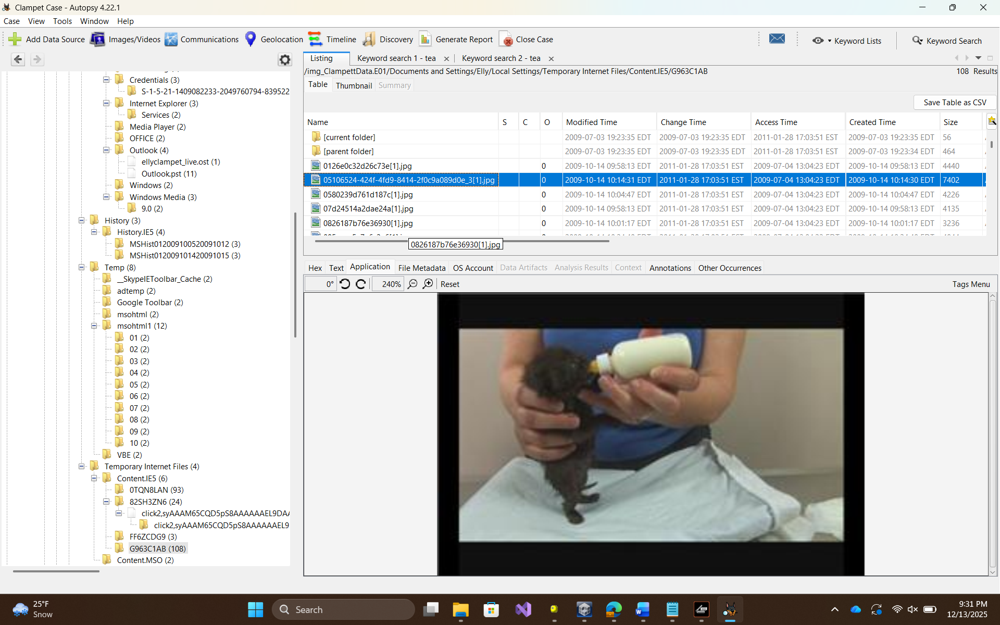 Clampet Case - Autopsy 4.22.1
Case View Tools Window Help
Add Data Source Images/Videos Communications Geolocation Timeline Discovery Generate Report Close Case Keyword Lists Keyword Search
Credentials (3)
S-1-5-21-1409082233-2049760794-839522
Internet Explorer (3)
Services (2)
Media Player (2)
OFFICE (2)
Outlook (4)
ellyclampet_live.ost (1)
Outlook.pst (11)
Windows (2)
Windows Media (3)
9.0 (2)
History (3)
History.IE5 (4)
MSHist012009100520091012 (3)
MSHist012009101420091015 (3)
Temp (8)
__SkypeIEToolbar_Cache (2)
adtemp (2)
Google Toolbar (2)
msohtml (2)
msohtml1 (12)
01 (2)
02 (2)
03 (2)
04 (2)
05 (2)
06 (2)
07 (2)
08 (2)
09 (2)
10 (2)
VBE (2)
Temporary Internet Files (4)
Content.IE5 (6)
0TQN8LAN (93)
82SH3ZN6 (24)
click2,syAAAM65CQD5pS8AAAAAAEL9DAA
click2,syAAAM65CQD5pS8AAAAAAEL9
FF6ZCDG9 (3)
G963C1AB (108)
Content.MSO (2)
Listing Keyword search 1 - tea Keyword search 2 - tea
/img_ClampettData.E01/Documents and Settings/Elly/Local Settings/Temporary Internet Files/Content.IE5/G963C1AB 108 Results
Table Thumbnail Summary
Save Table as CSV
Name S C O Modified Time Change Time Access Time Created Time Size
[current folder] 2009-07-03 19:23:35 EDT 2009-07-03 19:23:35 EDT 2011-01-28 17:03:51 EST 2009-07-03 19:23:35 EDT 56
[parent folder] 2009-07-03 19:23:35 EDT 2009-07-03 19:23:35 EDT 2011-01-28 17:03:51 EST 2009-07-03 19:23:34 EDT 464
0126e0c32d26c73e[1].jpg 0 2009-10-14 09:58:13 EDT 2011-01-28 17:03:51 EST 2009-07-04 13:04:23 EDT 2009-10-14 09:58:13 EDT 4440
05106524-424f-4fd9-8414-2f0c9a089d0e_3[1].jpg 0 2009-10-14 10:14:31 EDT 2011-01-28 17:03:51 EST 2009-07-04 13:04:23 EDT 2009-10-14 10:14:30 EDT 7402
0580239d761d187c[1].jpg 0 2009-10-14 10:04:47 EDT 2011-01-28 17:03:51 EST 2009-07-04 13:04:23 EDT 2009-10-14 10:04:47 EDT 4226
07d24514a2dae24a[1].jpg 0 2009-10-14 09:58:13 EDT 2011-01-28 17:03:51 EST 2009-07-04 13:04:23 EDT 2009-10-14 09:58:13 EDT 4135
0826187b76e36930[1].jpg 0 2009-10-14 10:01:17 EDT 2011-01-28 17:03:51 EST 2009-07-04 13:04:23 EDT 2009-10-14 10:01:17 EDT 3236
0826187b76e36930[1].jpg
Hex Text Application File Metadata OS Account Data Artifacts Analysis Results Context Annotations Other Occurrences
0° 240% Reset Tags Menu
25°F
Snow
Search
9:31 PM
12/13/2025